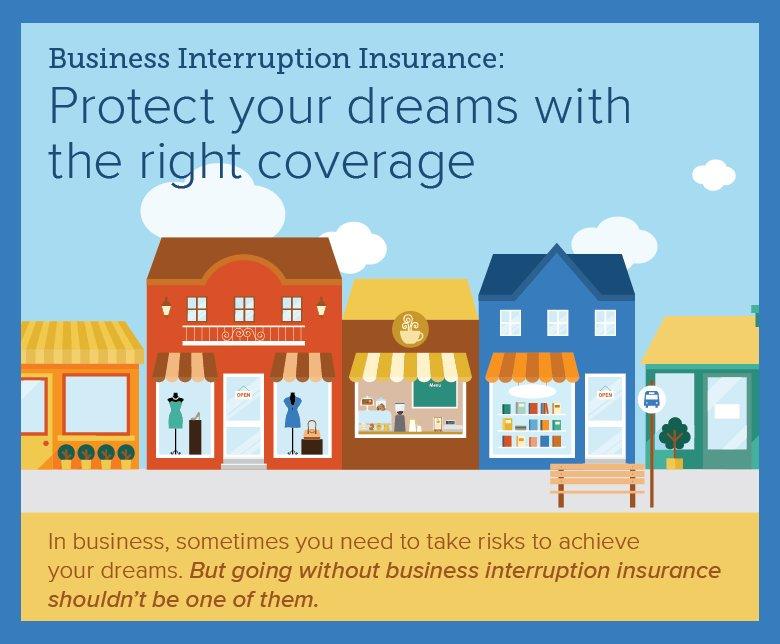 Business Interruption Insurance:
Protect your dreams with
the right coverage
Menu
OPEN
OPEN
In business, sometimes you need to take risks to achieve
your dreams. But going without business interruption insurance
shouldn’t be one of them.